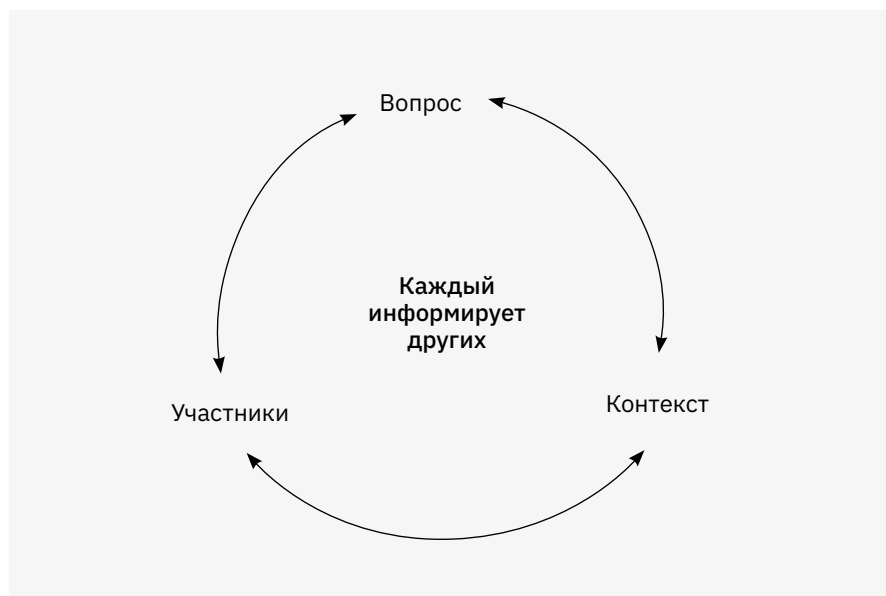 Вопрос
Каждый
информирует
других
Участники
Контекст